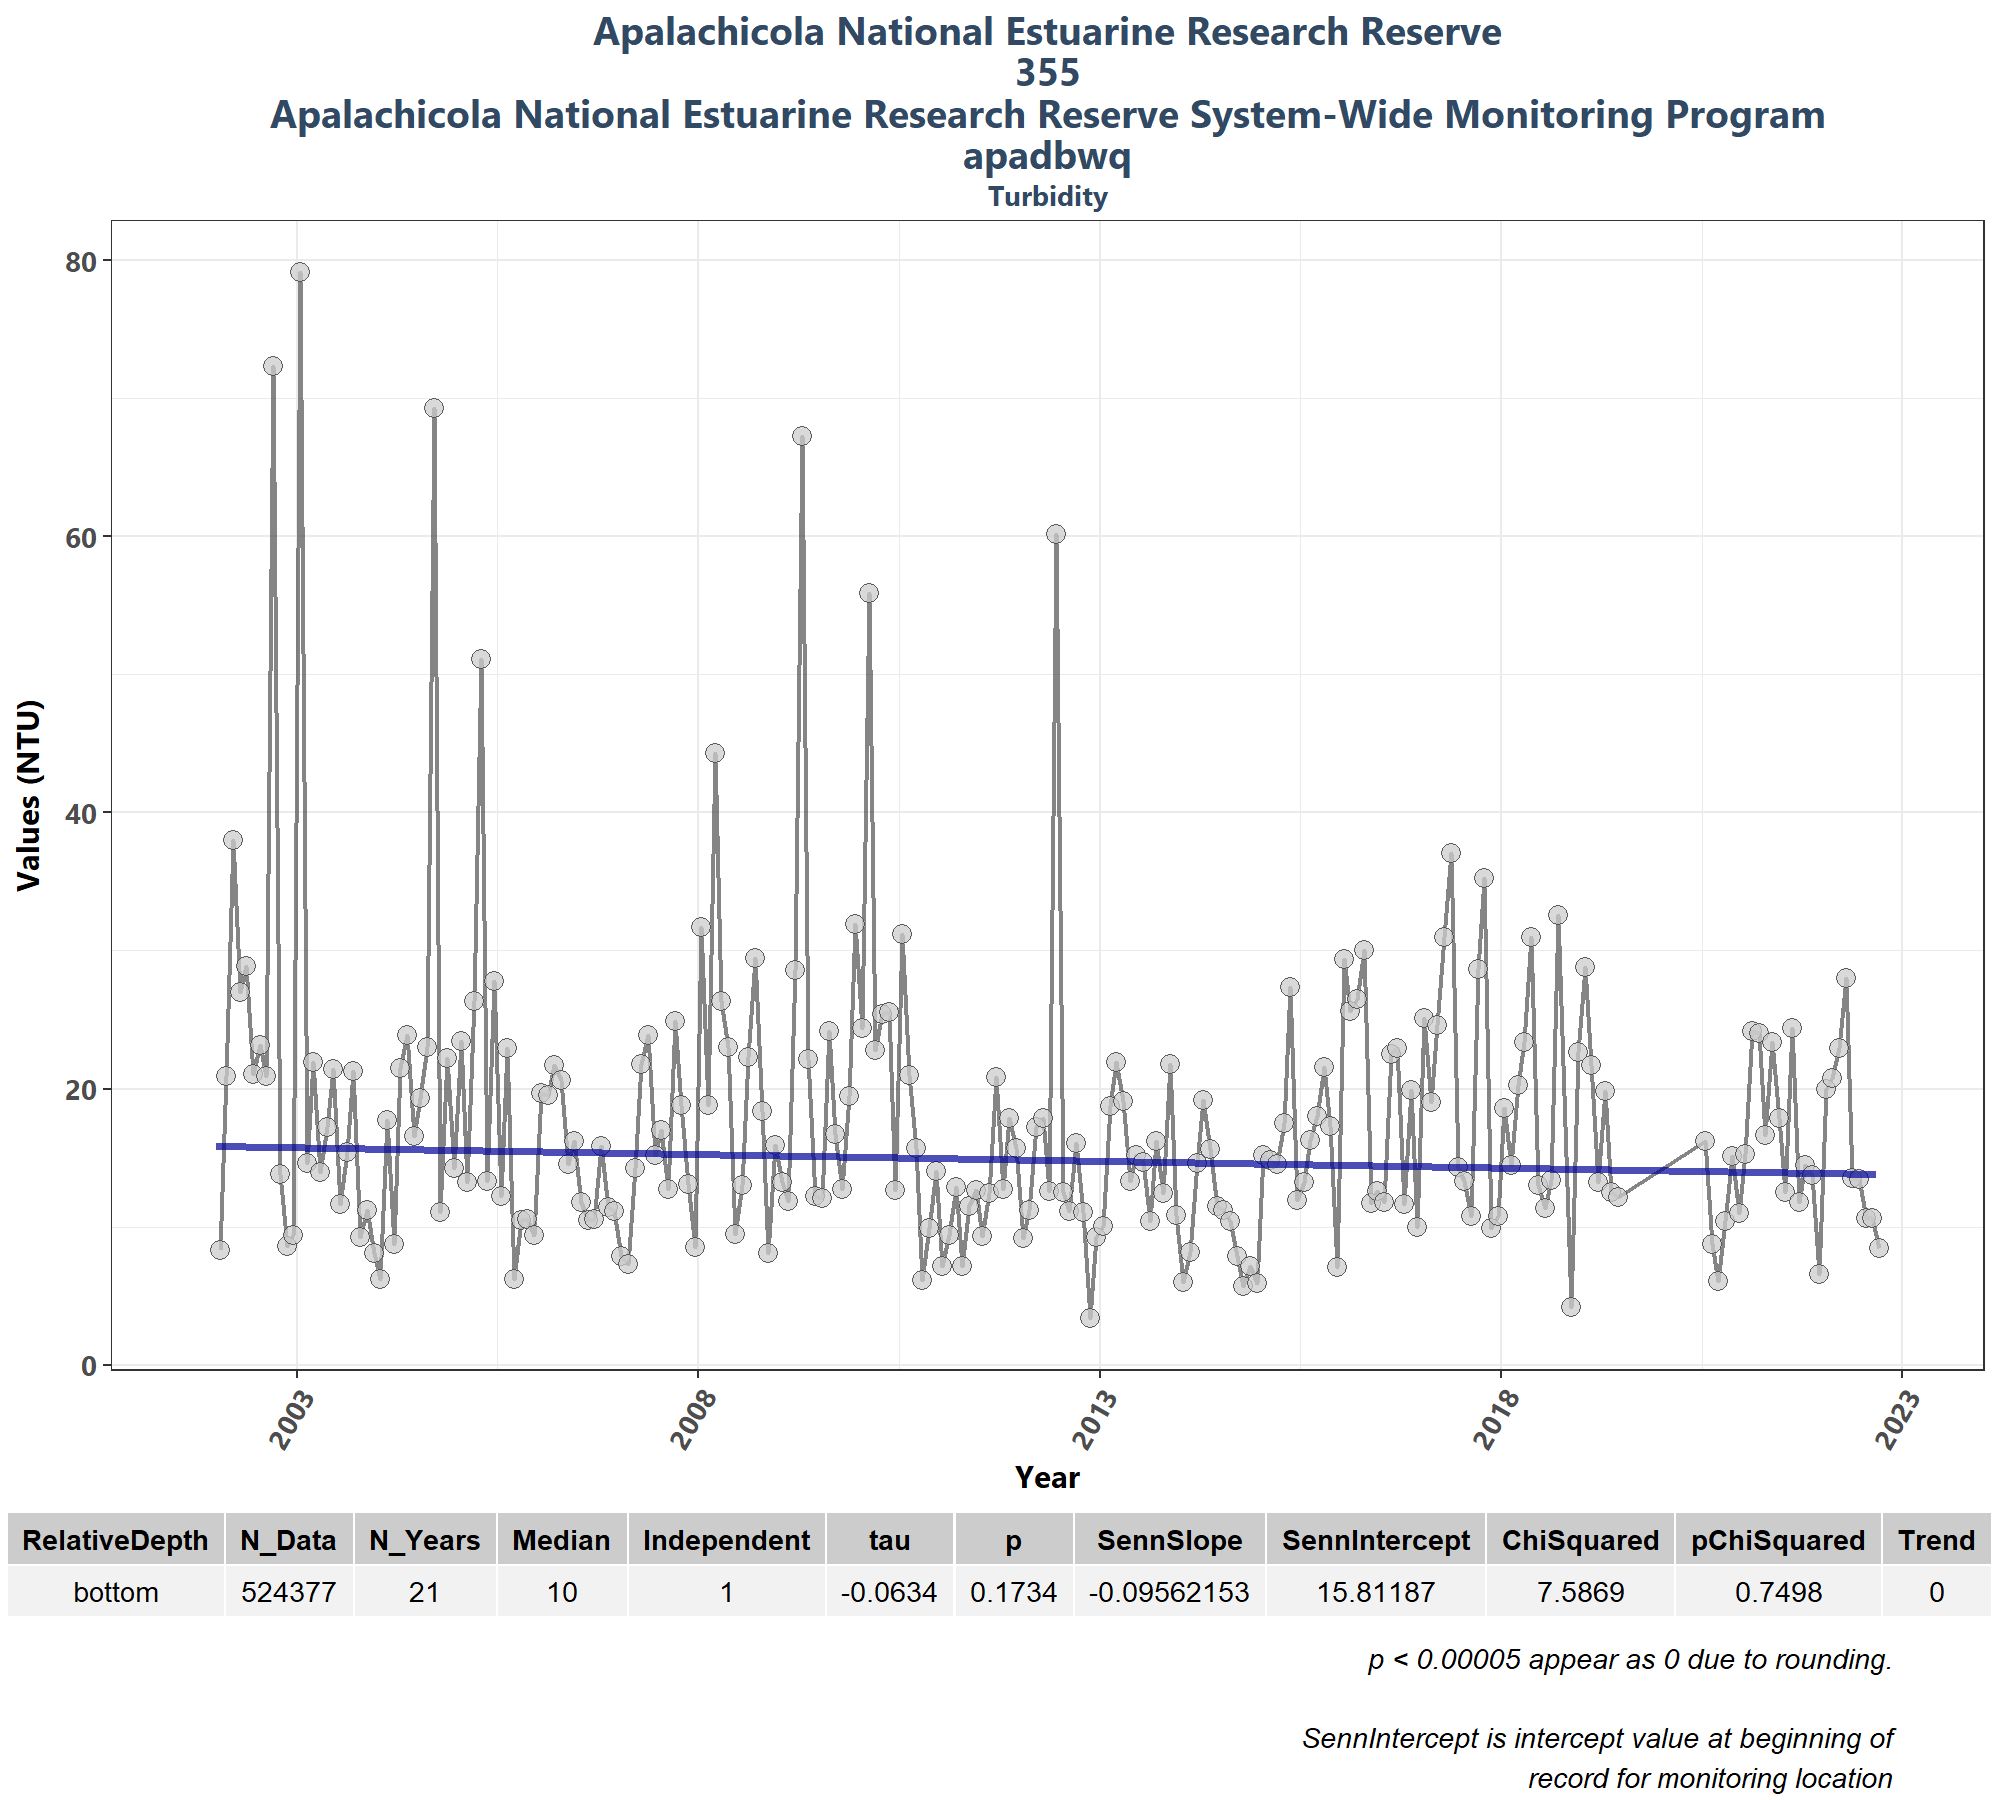 Apalachicola National Estuarine Research Reserve
355
Apalachicola National Estuarine Research Reserve System-Wide Monitoring Program
apadbwq
Turbidity
Values (NTU)
80
60
40
20
0
2003 2008 2013 2018 2023
Year
RelativeDepth N_Data N_Years Median Independent tau p SennSlope SennIntercept ChiSquared pChiSquared Trend
bottom 524377 21 10 1 -0.0634 0.1734 -0.09562153 15.81187 7.5869 0.7498 0
p < 0.00005 appear as 0 due to rounding.
SennIntercept is intercept value at beginning of
record for monitoring location